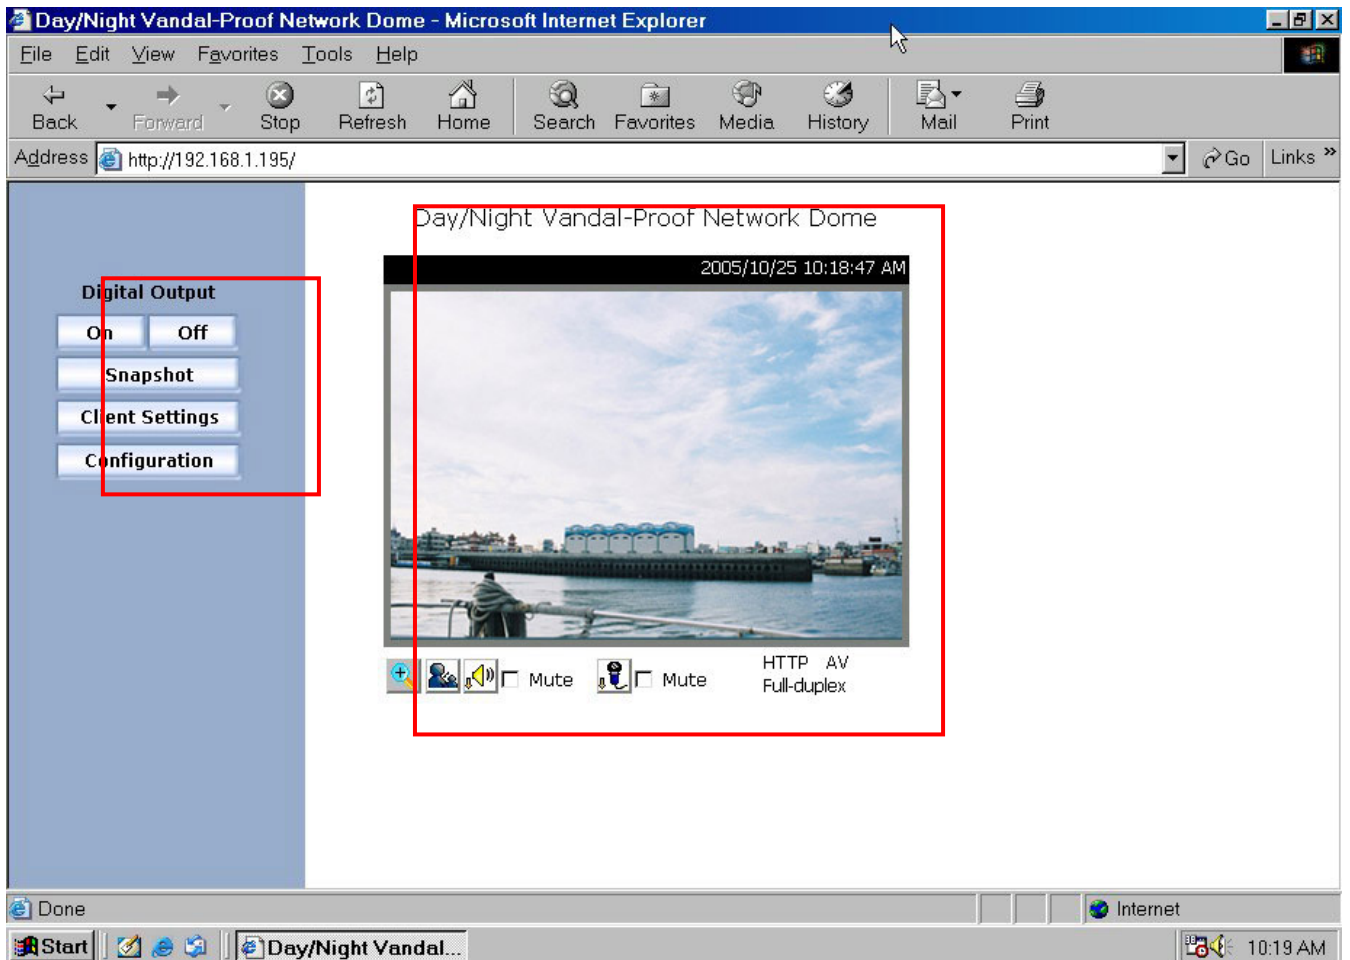 Day/Night Vandal-Proof Network Dome - Microsoft Internet Explorer
File Edit View Favorites Tools Help
Back Forward Stop Refresh Home Search Favorites Media History Mail Print
Address http://192.168.1.195/ Go Links »
Day/Night Vandal-Proof Network Dome
2005/10/25 10:18:47 AM
Digital Output
On Off
Snapshot
Client Settings
Configuration
Mute Mute
HTTP AV
Full-duplex
Done Internet
Start Day/Night Vandal... 10:19 AM